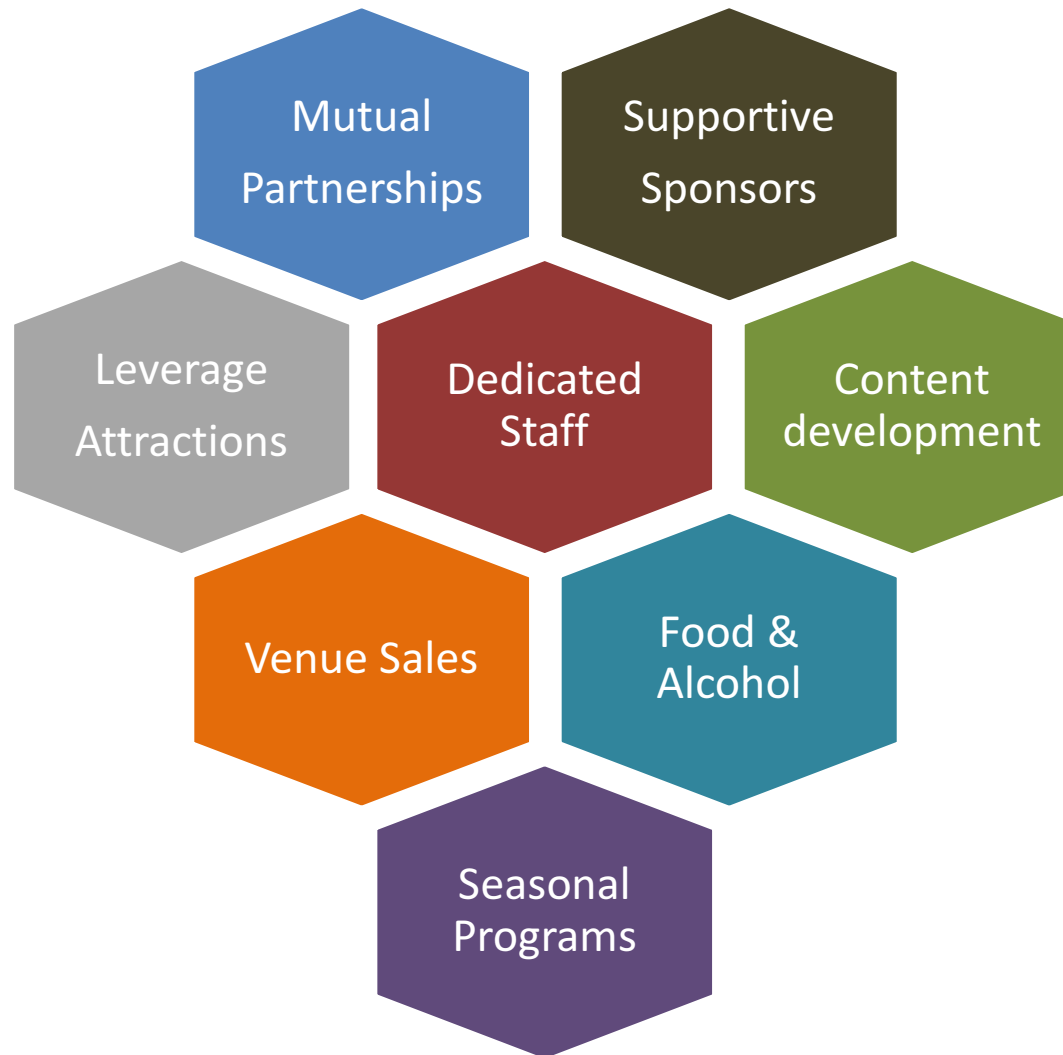 Mutual
Partnerships
Supportive
Sponsors
Leverage
Attractions
Dedicated
Staff
Content
development
Venue Sales
Food &
Alcohol
Seasonal
Programs